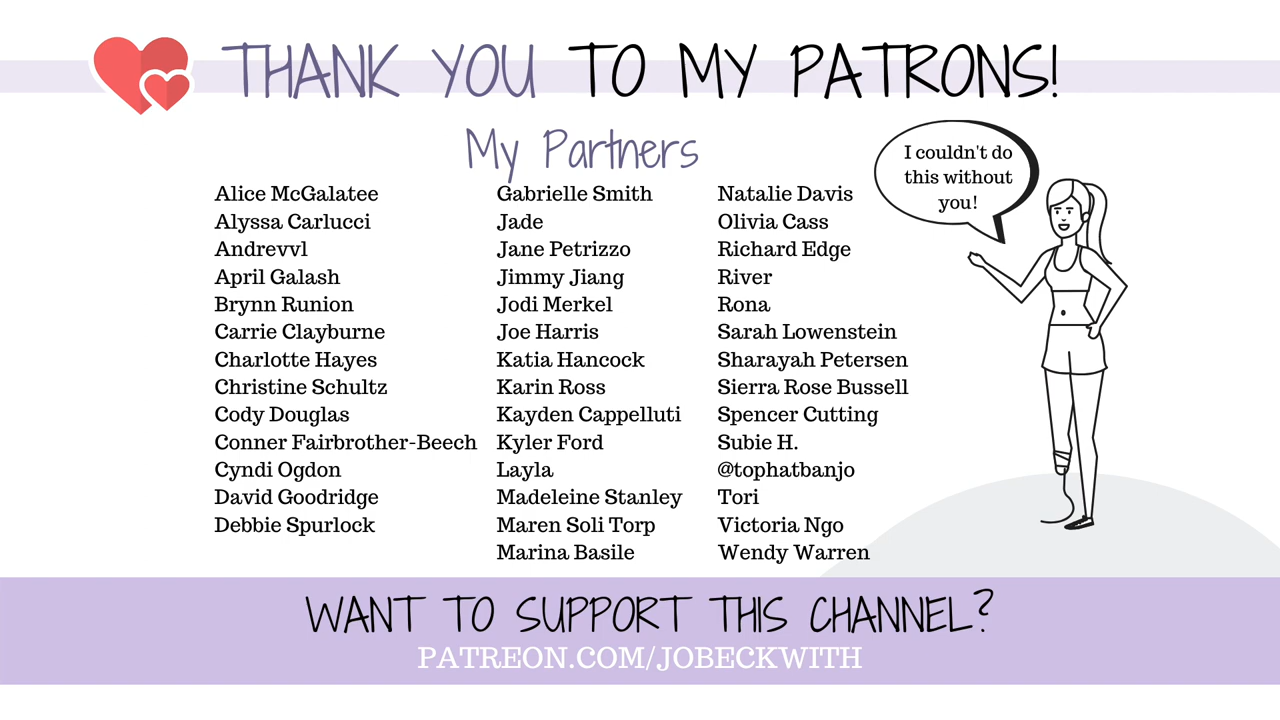 THANK YOU TO MY PATRONS!
My Partners
Alice McGalatee
Alyssa Carlucci
Andrevvl
April Galash
Brynn Runion
Carrie Clayburne
Charlotte Hayes
Christine Schultz
Cody Douglas
Conner Fairbrother-Beech
Cyndi Ogdon
David Goodridge
Debbie Spurlock
Gabrielle Smith
Jade
Jane Petrizzo
Jimmy Jiang
Jodi Merkel
Joe Harris
Katia Hancock
Karin Ross
Kayden Cappelluti
Kyler Ford
Layla
Madeleine Stanley
Maren Soli Torp
Marina Basile
Natalie Davis
Olivia Cass
Richard Edge
River
Rona
Sarah Lowenstein
Sharayah Petersen
Sierra Rose Bussell
Spencer Cutting
Subie H.
@tophatbanjo
Tori
Victoria Ngo
Wendy Warren
I couldn't do
this without
you!
WANT TO SUPPORT THIS CHANNEL?
PATREON.COM/JOBECKWITH